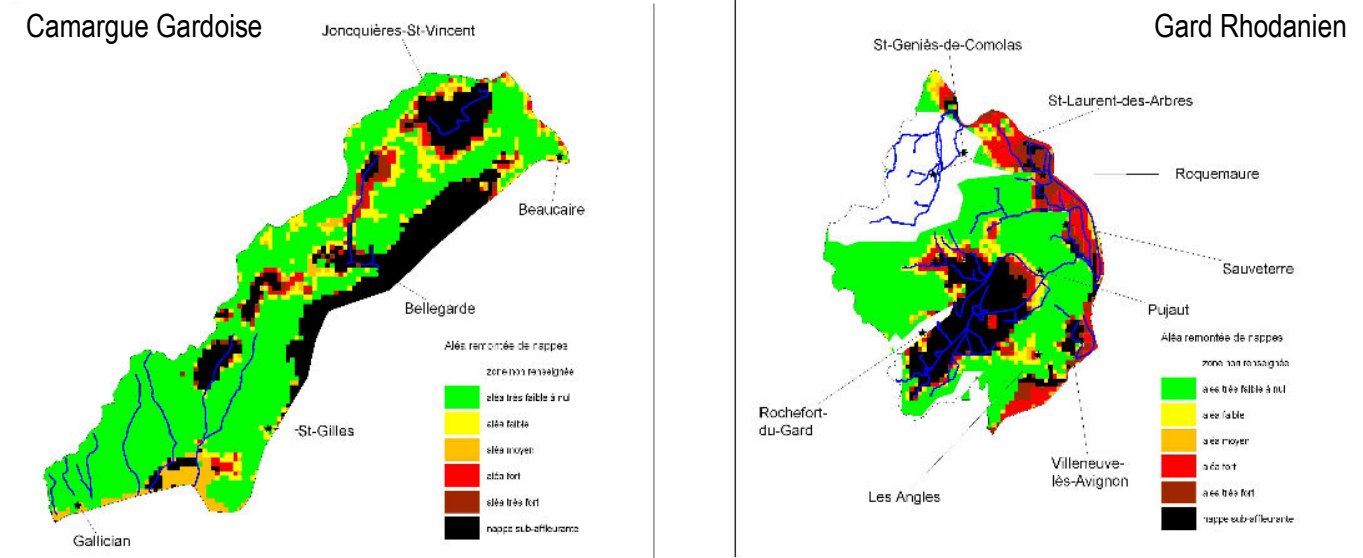 Camargue Gardoise
Joncquières-St-Vincent
Beaucaire
Bellegarde
St-Gilles
Gallician
Aléa remontée de nappes
zone non renseignée
aléa très faible à nul
aléa faible
aléa moyen
aléa fort
aléa très fort
nappe sub-affleurante
Gard Rhodanien
St-Geniès-de-Comolas
St-Laurent-des-Arbres
Roquemaure
Sauveterre
Pujaut
Rochefort-
du-Gard
Les Angles
Villeneuve-
lès-Avignon
Aléa remontée de nappes
zone non renseignée
alea très faible à nul
aléa faible
aléa moyen
aléa fort
alea très fort
nappe sub-affleurante